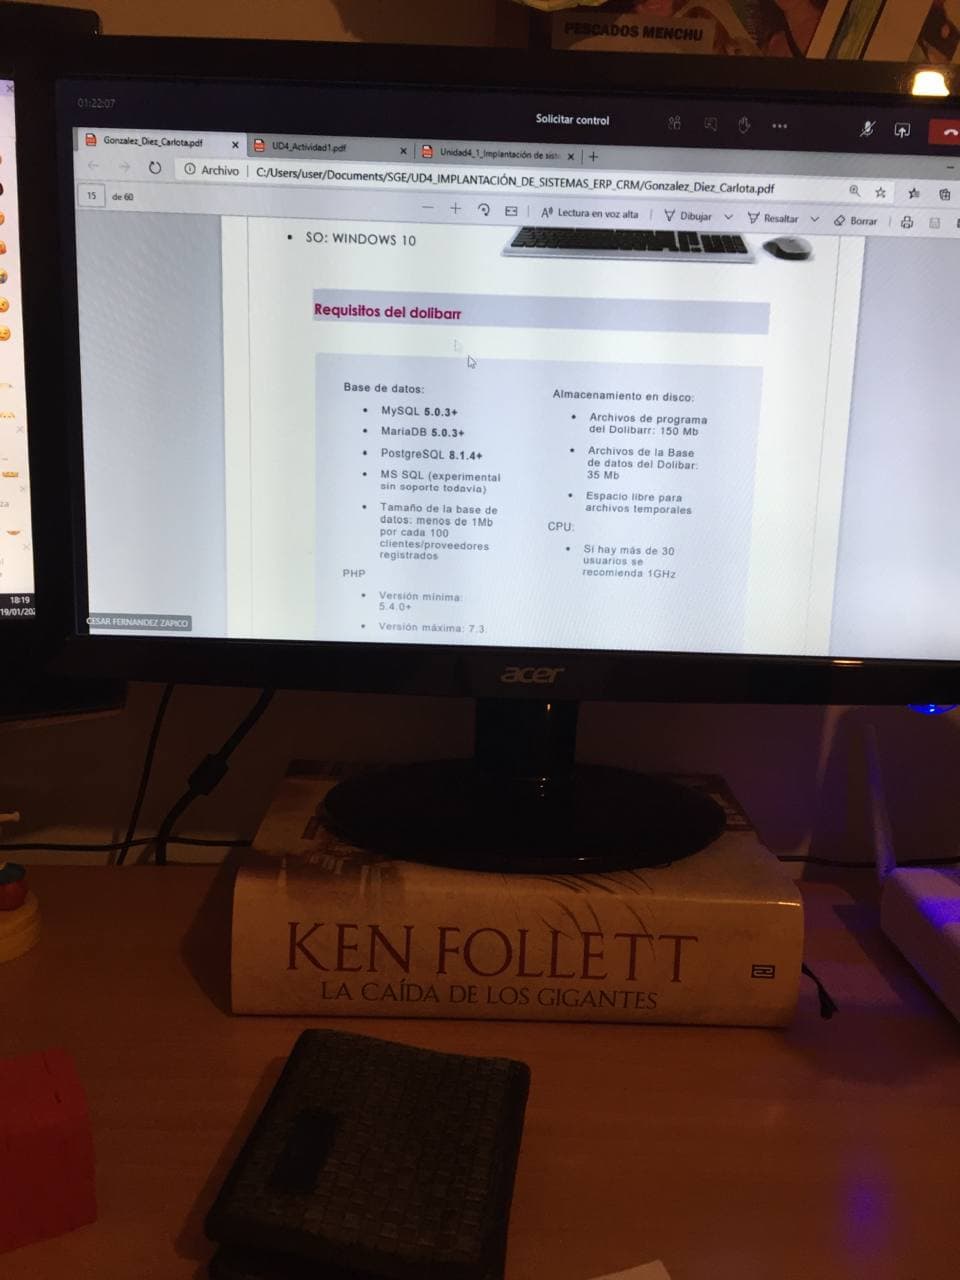 PESCADOS MENCHU
01:22:07
Solicitar control
Gonzalez_Diez_Carlota.pdf
UD4_Actividad1.pdf
Unidad4_1_Implantación de
Archivo
C:/Users/user/Documents/SGE/UD4_IMPLANTACIÓN_DE_SISTEMAS_ERP_CRM/Gonzalez_Diez_Carlota.pdf
15 de 60
Lectura en voz alta
Dibujar
Resaltar
Borrar
• SO: WINDOWS 10
Requisitos del dolibarr
Base de datos:
• MySQL 5.0.3+
• MariaDB 5.0.3+
• PostgreSQL 8.1.4+
• MS SQL (experimental
sin soporte todavía)
• Tamaño de la base de
datos: menos de 1Mb
por cada 100
clientes/proveedores
registrados
PHP
• Versión mínima:
5.4.0+
• Versión máxima: 7.3.
Almacenamiento en disco:
• Archivos de programa
del Dolibarr: 150 Mb
• Archivos de la Base
de datos del Dolibar:
35 Mb
• Espacio libre para
archivos temporales
CPU:
• Si hay más de 30
usuarios se
recomienda 1GHz
18:19
19/01/202
CESAR FERNANDEZ ZAPICO
acer
KEN FOLLETT
LA CAÍDA DE LOS GIGANTES